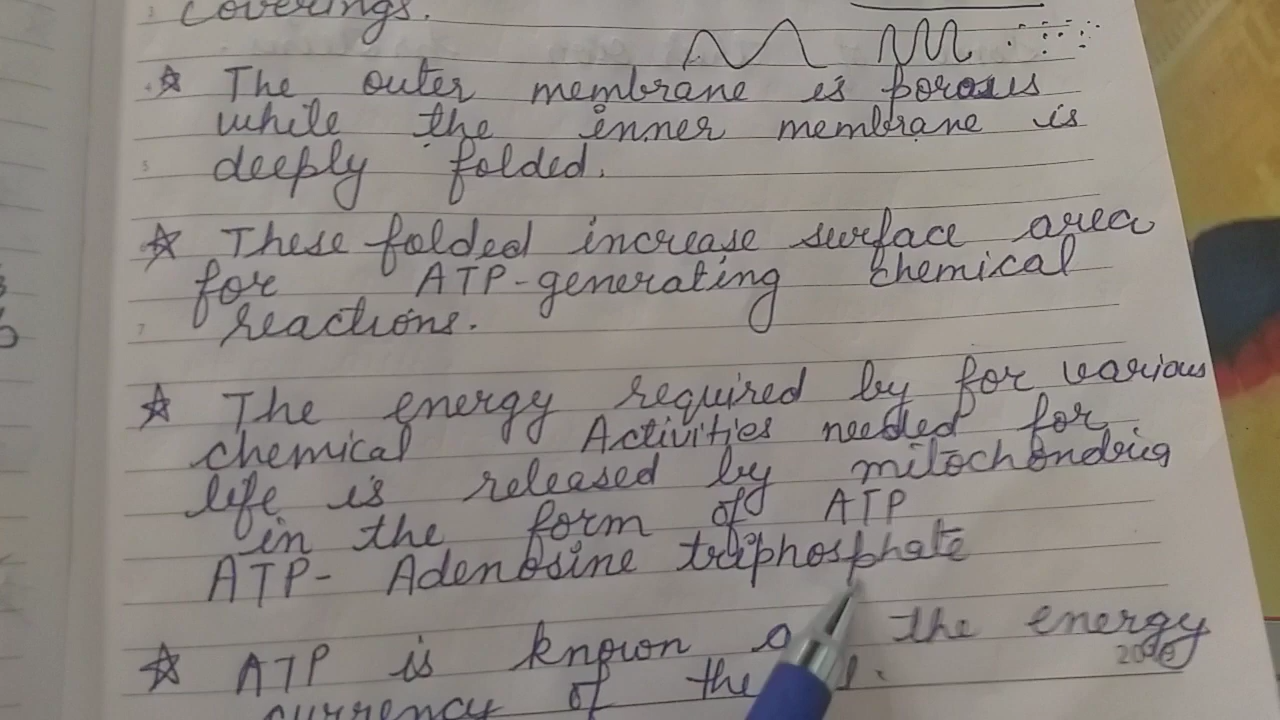 coverings.
☆ The outer membrane is porous
while the inner membrane is
deeply folded.
☆ These folded increase surface area
for ATP-generating chemical
reactions.
☆ The energy required by for various
chemical Activities needed for
life is released by mitochondria
in the form of ATP
ATP- Adenosine triphosphate
☆ ATP is known the energy
currency of the